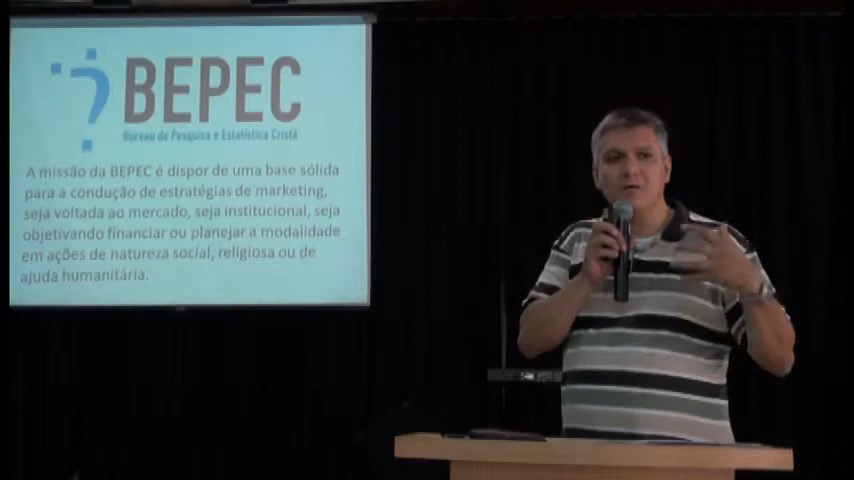 BEPEC
Bureau de Pesquisa e Estatística Cristã
A missão da BEPEC é dispor de uma base sólida
para a condução de estratégias de marketing,
seja voltada ao mercado, seja institucional, seja
objetivando financiar ou planejar a modalidade
em ações de natureza social, religiosa ou de
ajuda humanitária.